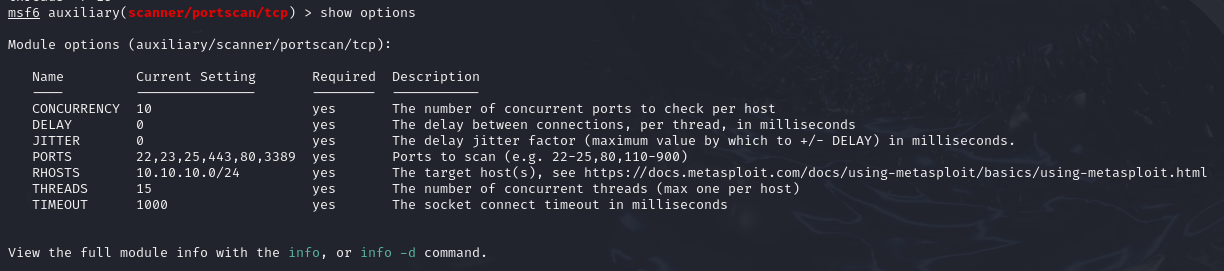 msf6 auxiliary(scanner/portscan/tcp) > show options
Module options (auxiliary/scanner/portscan/tcp):
Name Current Setting Required Description
CONCURRENCY 10 yes The number of concurrent ports to check per host
DELAY 0 yes The delay between connections, per thread, in milliseconds
JITTER 0 yes The delay jitter factor (maximum value by which to +/- DELAY) in milliseconds.
PORTS 22,23,25,443,80,3389 yes Ports to scan (e.g. 22-25,80,110-900)
RHOSTS 10.10.10.0/24 yes The target host(s), see https://docs.metasploit.com/docs/using-metasploit/basics/using-metasploit.html
THREADS 15 yes The number of concurrent threads (max one per host)
TIMEOUT 1000 yes The socket connect timeout in milliseconds
View the full module info with the info, or info -d command.